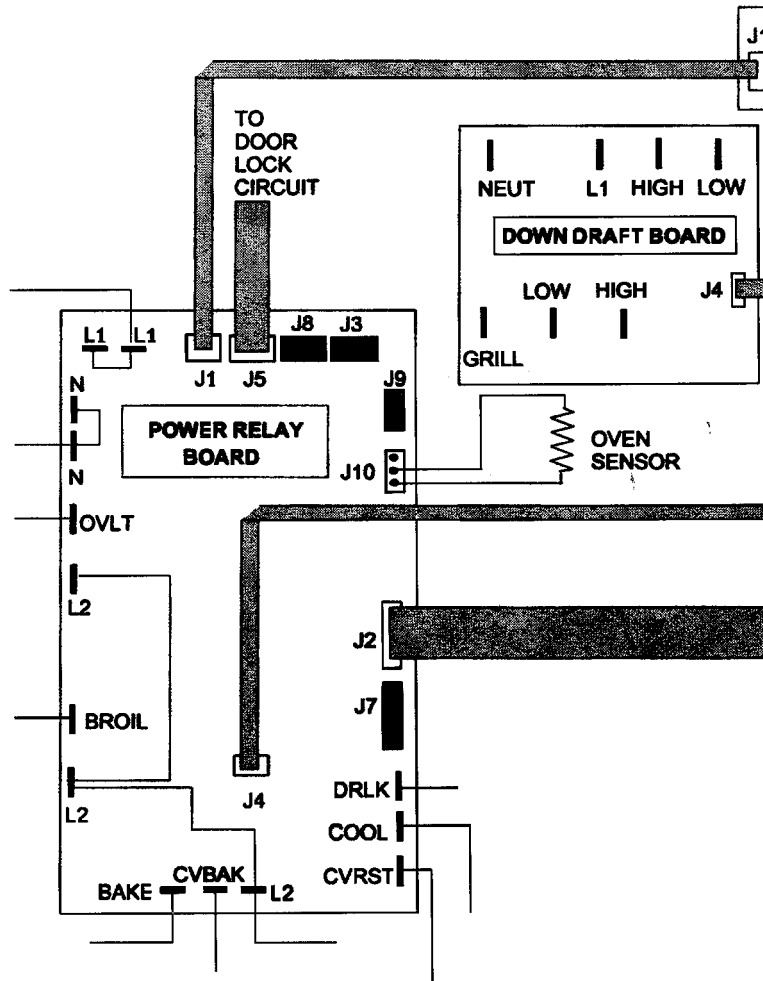 J1
TO
DOOR
LOCK
CIRCUIT
NEUT L1 HIGH LOW
DOWN DRAFT BOARD
LOW HIGH J4
GRILL
L1 L1 J1 J5 J8 J3
N
J9
POWER RELAY
BOARD
N
J10
OVEN
SENSOR
OVLT
L2
J2
J7
BROIL
L2
J4
DRLK
COOL
CVRST
BAKE CVBAK L2